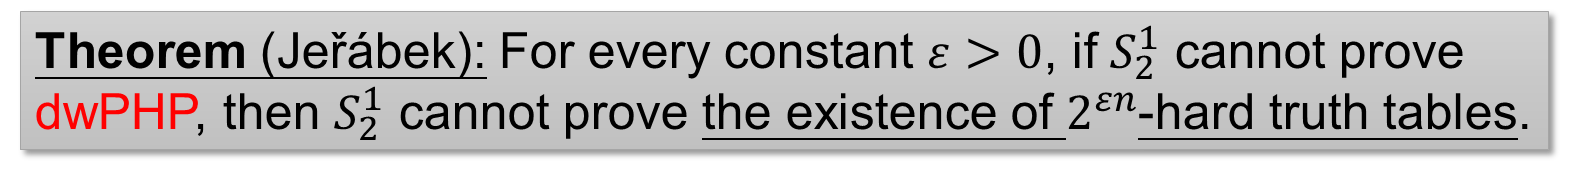 Theorem (Jeřábek): For every constant ε > 0, if S₂¹ cannot prove
dwPHP, then S₂¹ cannot prove the existence of 2^{εn}-hard truth tables.